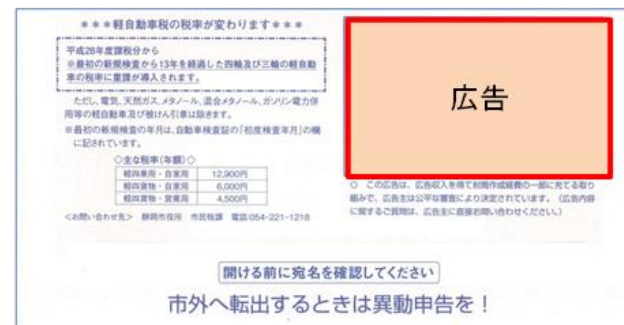 ＊＊＊軽自動車税の税率が変わります＊＊＊
平成28年度課税分から
※最初の新規検査から13年を経過した四輪及び三輪の軽自動
車の税率に重課が導入されます。
ただし、電気、天然ガス、メタノール、混合メタノール、ガソリン電力併
用等の軽自動車及び被けん引車は除きます。
※最初の新規検査の年月は、自動車検査証の「初度検査年月」の欄
に記されています。
◇主な税率(年額)◇
軽四乗用・自家用 12,900円
軽四貨物・自家用 6,000円
軽四貨物・営業用 4,500円
＜お問い合わせ先＞ 静岡市役所 市民税課 電話:054-221-1218
広告
○ この広告は、広告収入を得て封筒作成経費の一部に充てる取り
組みで、広告主は公平な審査により決定されています。（広告内容
に関するご質問は、広告主に直接お問い合わせください。）
開ける前に宛名を確認してください
市外へ転出するときは異動申告を！